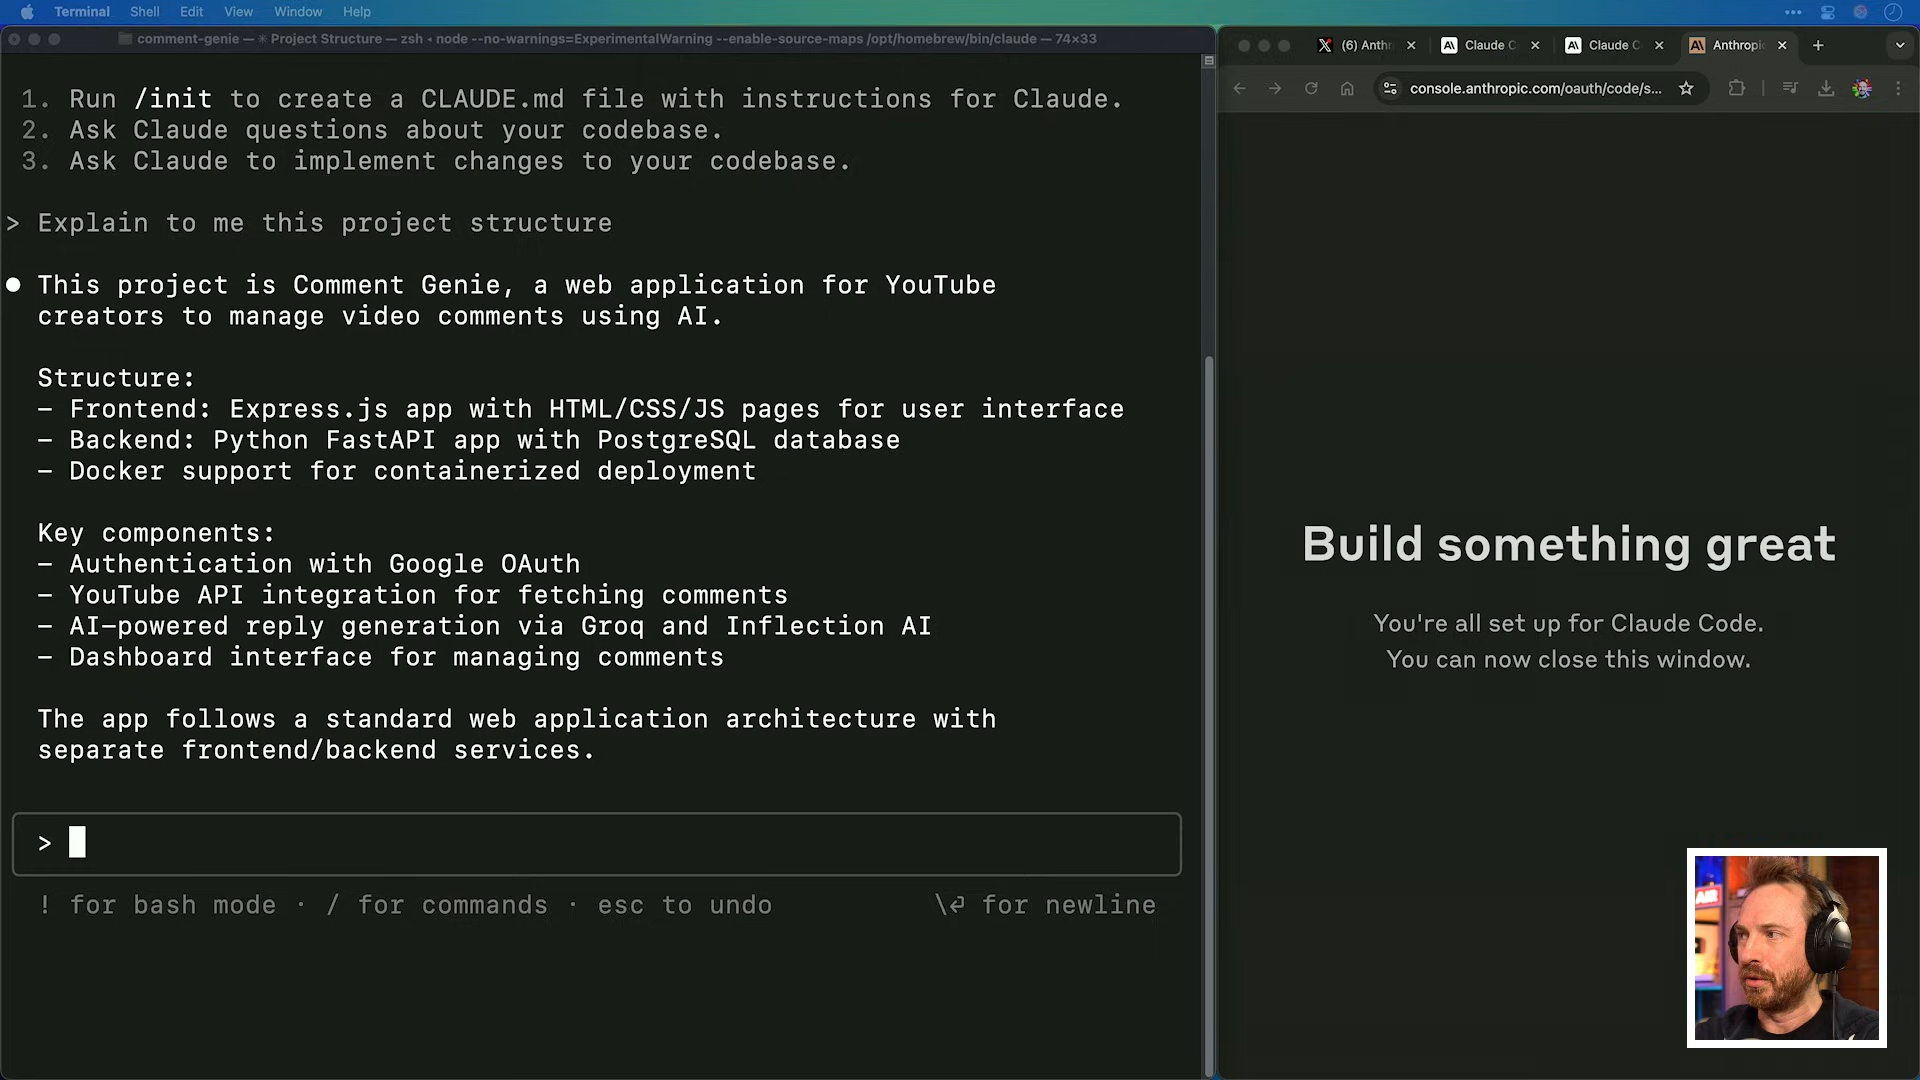 Terminal Shell Edit View Window Help
comment-genie — ✳ Project Structure — zsh • node --no-warnings=ExperimentalWarning --enable-source-maps /opt/homebrew/bin/claude — 74×33
1. Run /init to create a CLAUDE.md file with instructions for Claude.
2. Ask Claude questions about your codebase.
3. Ask Claude to implement changes to your codebase.
> Explain to me this project structure
● This project is Comment Genie, a web application for YouTube
creators to manage video comments using AI.
Structure:
– Frontend: Express.js app with HTML/CSS/JS pages for user interface
– Backend: Python FastAPI app with PostgreSQL database
– Docker support for containerized deployment
Key components:
– Authentication with Google OAuth
– YouTube API integration for fetching comments
– AI-powered reply generation via Groq and Inflection AI
– Dashboard interface for managing comments
The app follows a standard web application architecture with
separate frontend/backend services.
>
! for bash mode · / for commands · esc to undo \⏎ for newline
(6) Anthr Claude C Claude C Anthropi
console.anthropic.com/oauth/code/s...
Build something great
You're all set up for Claude Code.
You can now close this window.
AIR